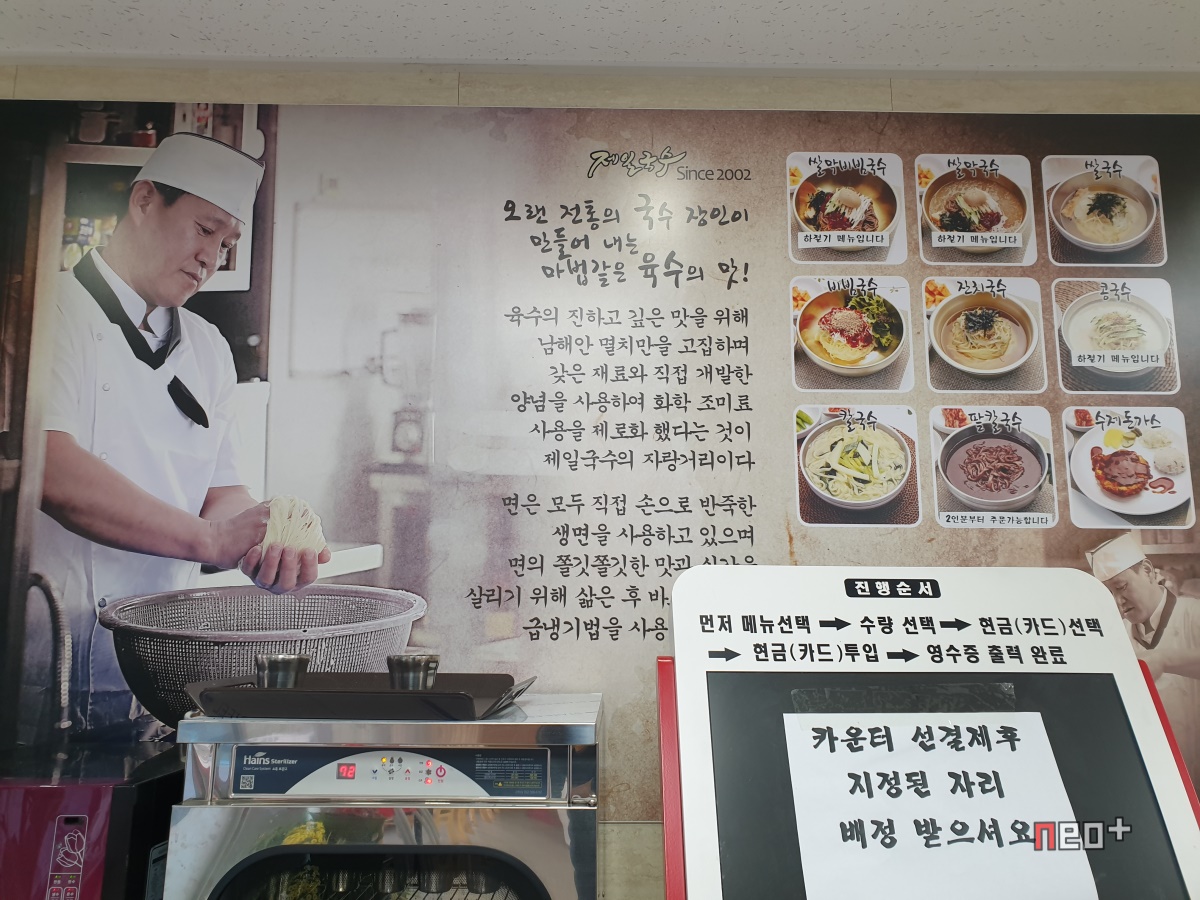 제일국수 Since 2002
오랜 전통의 국수 장인이
만들어 내는
마법같은 육수의 맛!
육수의 진하고 깊은 맛을 위해
남해안 멸치만을 고집하며
갖은 재료와 직접 개발한
양념을 사용하여 화학 조미료
사용을 제로화 했다는 것이
제일국수의 자랑거리이다
면은 모두 직접 손으로 반죽한
생면을 사용하고 있으며
면의 쫄깃쫄깃한 맛과
살리기 위해 삶은 후 바
급냉기법을 사용
쌀막비빔국수
하절기 메뉴입니다
쌀막국수
하절기 메뉴입니다
쌀국수
비빔국수
잔치국수
콩국수
하절기 메뉴입니다
칼국수
팥칼국수
2인분부터 주문가능합니다
수제돈가스
진행순서
먼저 메뉴선택 → 수량 선택 → 현금(카드)선택
→ 현금(카드)투입 → 영수증 출력 완료
카운터 선결제후
지정된 자리
배정 받으셔요
neo+
Hains Sterilizer
72